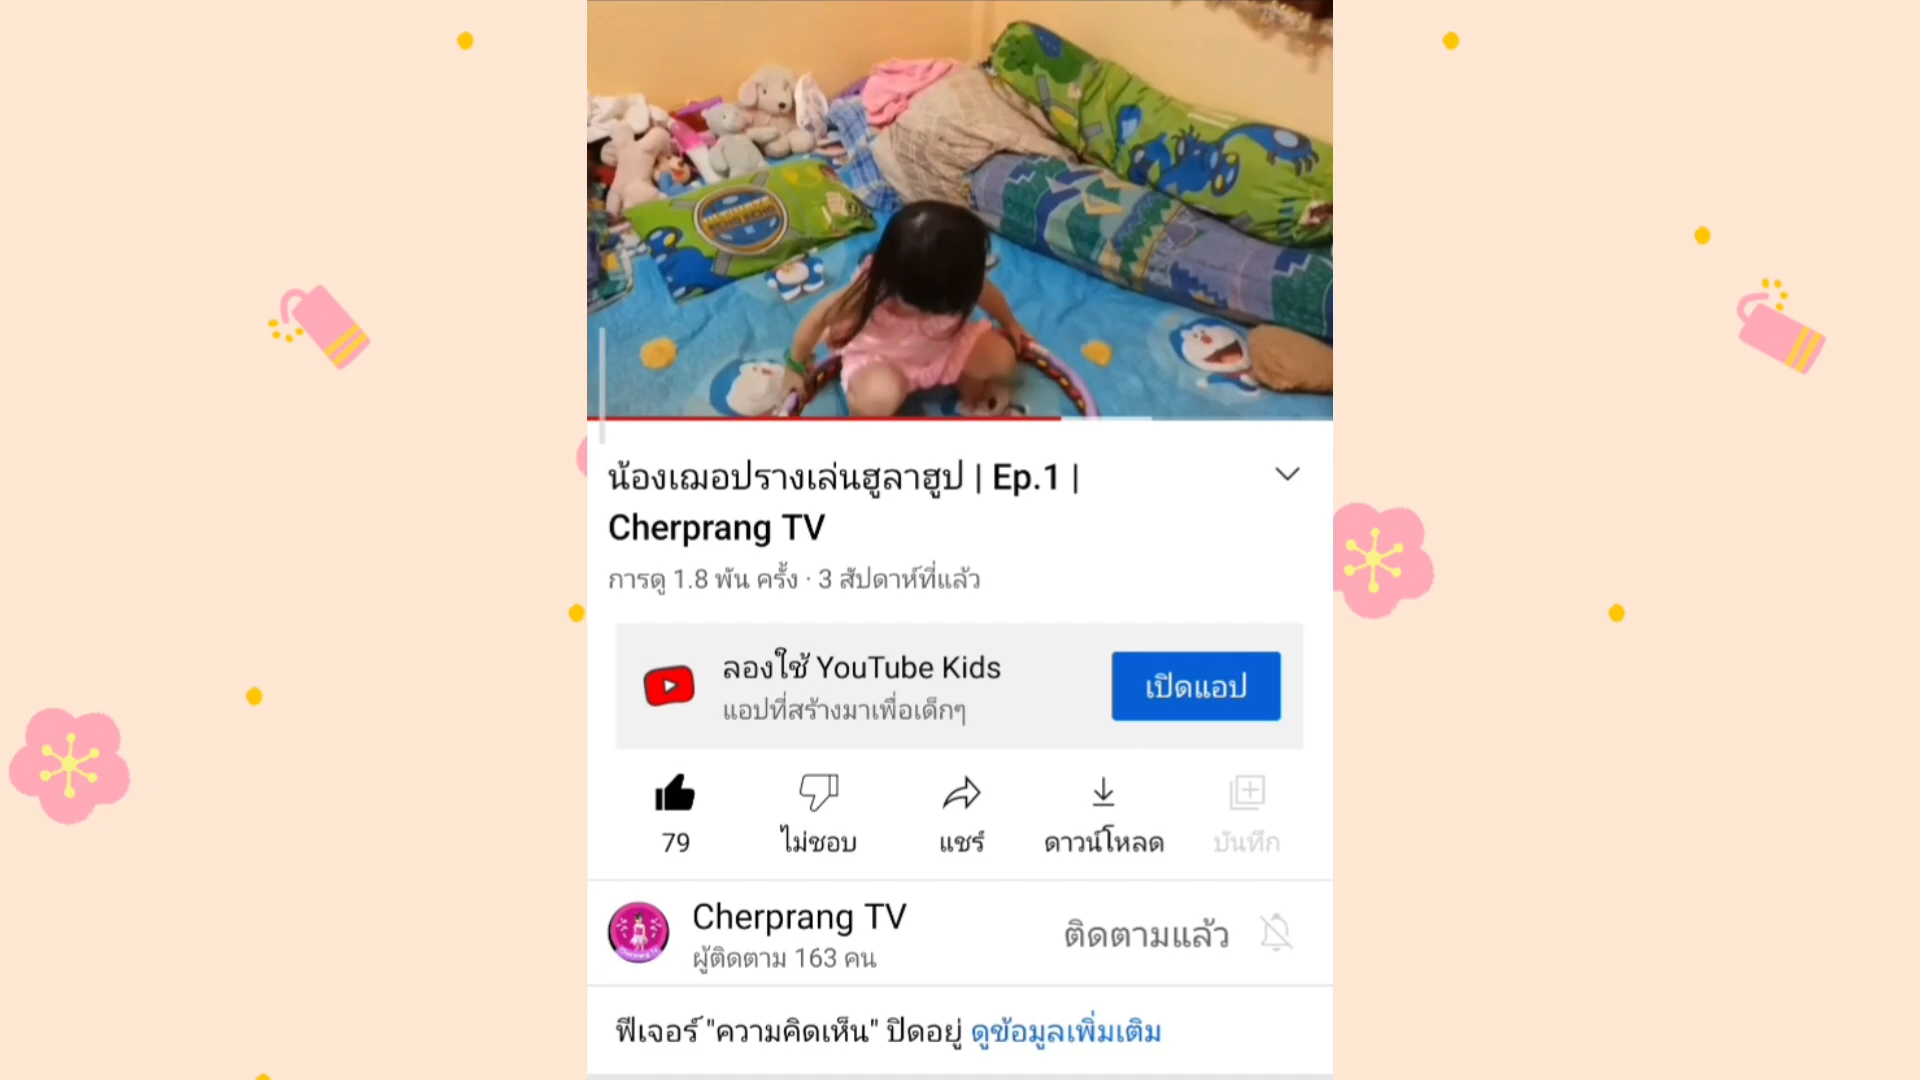 น้องเฌอปรางเล่นฮูลาฮูป | Ep.1 |
Cherprang TV
การดู 1.8 พัน ครั้ง · 3 สัปดาห์ที่แล้ว
ลองใช้ YouTube Kids
แอปที่สร้างมาเพื่อเด็กๆ
เปิดแอป
79
ไม่ชอบ
แชร์
ดาวน์โหลด
บันทึก
Cherprang TV
ผู้ติดตาม 163 คน
ติดตามแล้ว
ฟีเจอร์ "ความคิดเห็น" ปิดอยู่ ดูข้อมูลเพิ่มเติม